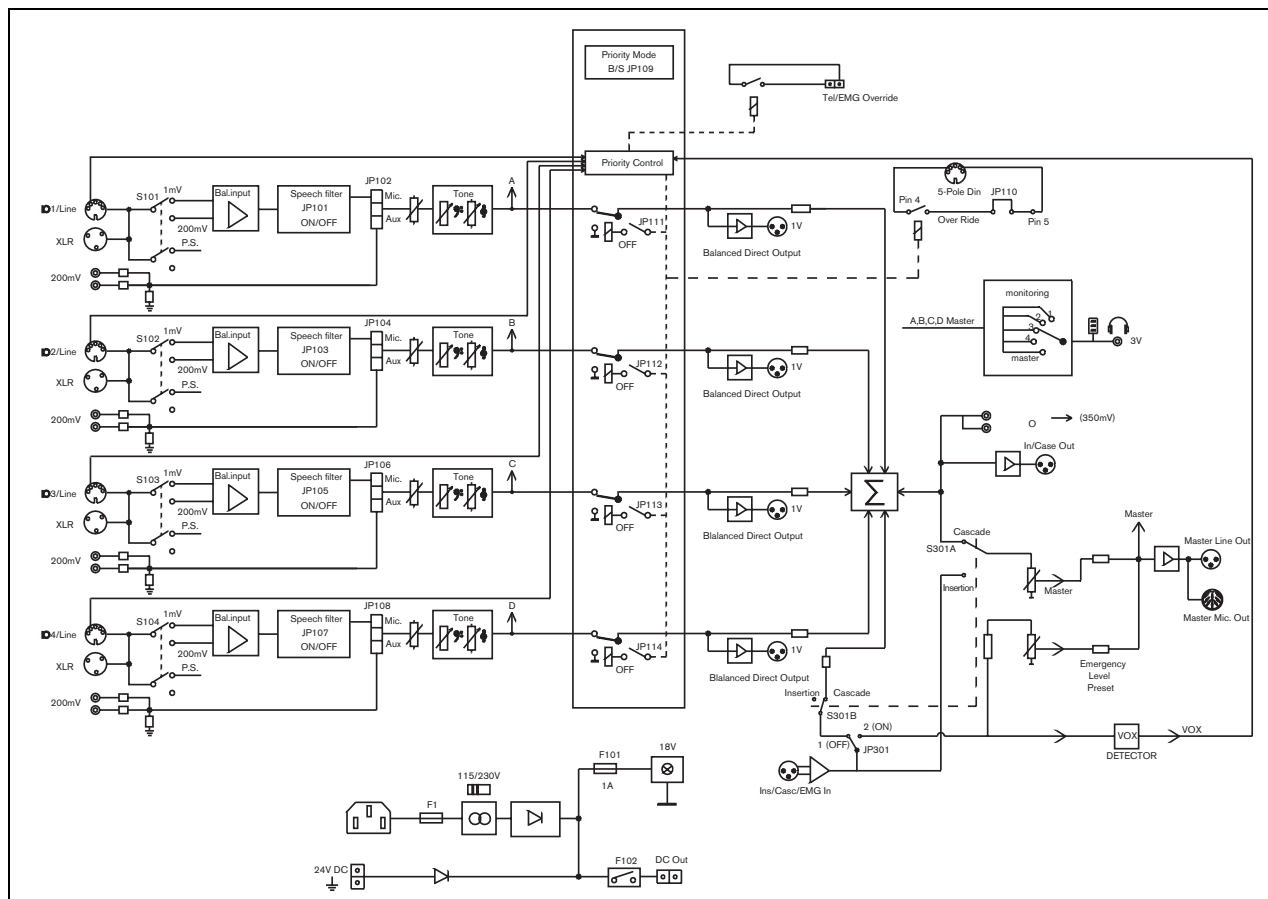 Priority Mode
B/S JP109
Tel/EMG Override
Priority Control
1/Line
XLR
200mV
S101
1mV
200mV
P.S.
Bal.input
Speech filter
JP101
ON/OFF
JP102
Mic.
Aux
Tone
A
JP111
OFF
1V
Balanced Direct Output
5-Pole Din
JP110
Pin 4
Over Ride
Pin 5
2/Line
XLR
200mV
S102
1mV
200mV
P.S.
Bal.input
Speech filter
JP103
ON/OFF
JP104
Mic.
Aux
Tone
B
JP112
OFF
1V
Balanced Direct Output
monitoring
1
2
3
4
master
A,B,C,D Master
3V
3/Line
XLR
200mV
S103
1mV
200mV
P.S.
Bal.input
Speech filter
JP105
ON/OFF
JP106
Mic.
Aux
Tone
C
JP113
OFF
1V
Blalanced Direct Output
Σ
O
(350mV)
In/Case Out
Cascade
S301A
Insertion
Master
Master
Master Line Out
Master Mic. Out
Emergency
Level
Preset
4/Line
XLR
200mV
S104
1mV
200mV
P.S.
Bal.input
Speech filter
JP107
ON/OFF
JP108
Mic.
Aux
Tone
D
JP114
OFF
1V
Blalanced Direct Output
Insertion
Cascade
S301B
2 (ON)
1 (OFF)
JP301
Ins/Casc/EMG In
VOX
DETECTOR
VOX
115/230V
F1
F101
1A
18V
24V DC
F102
DC Out